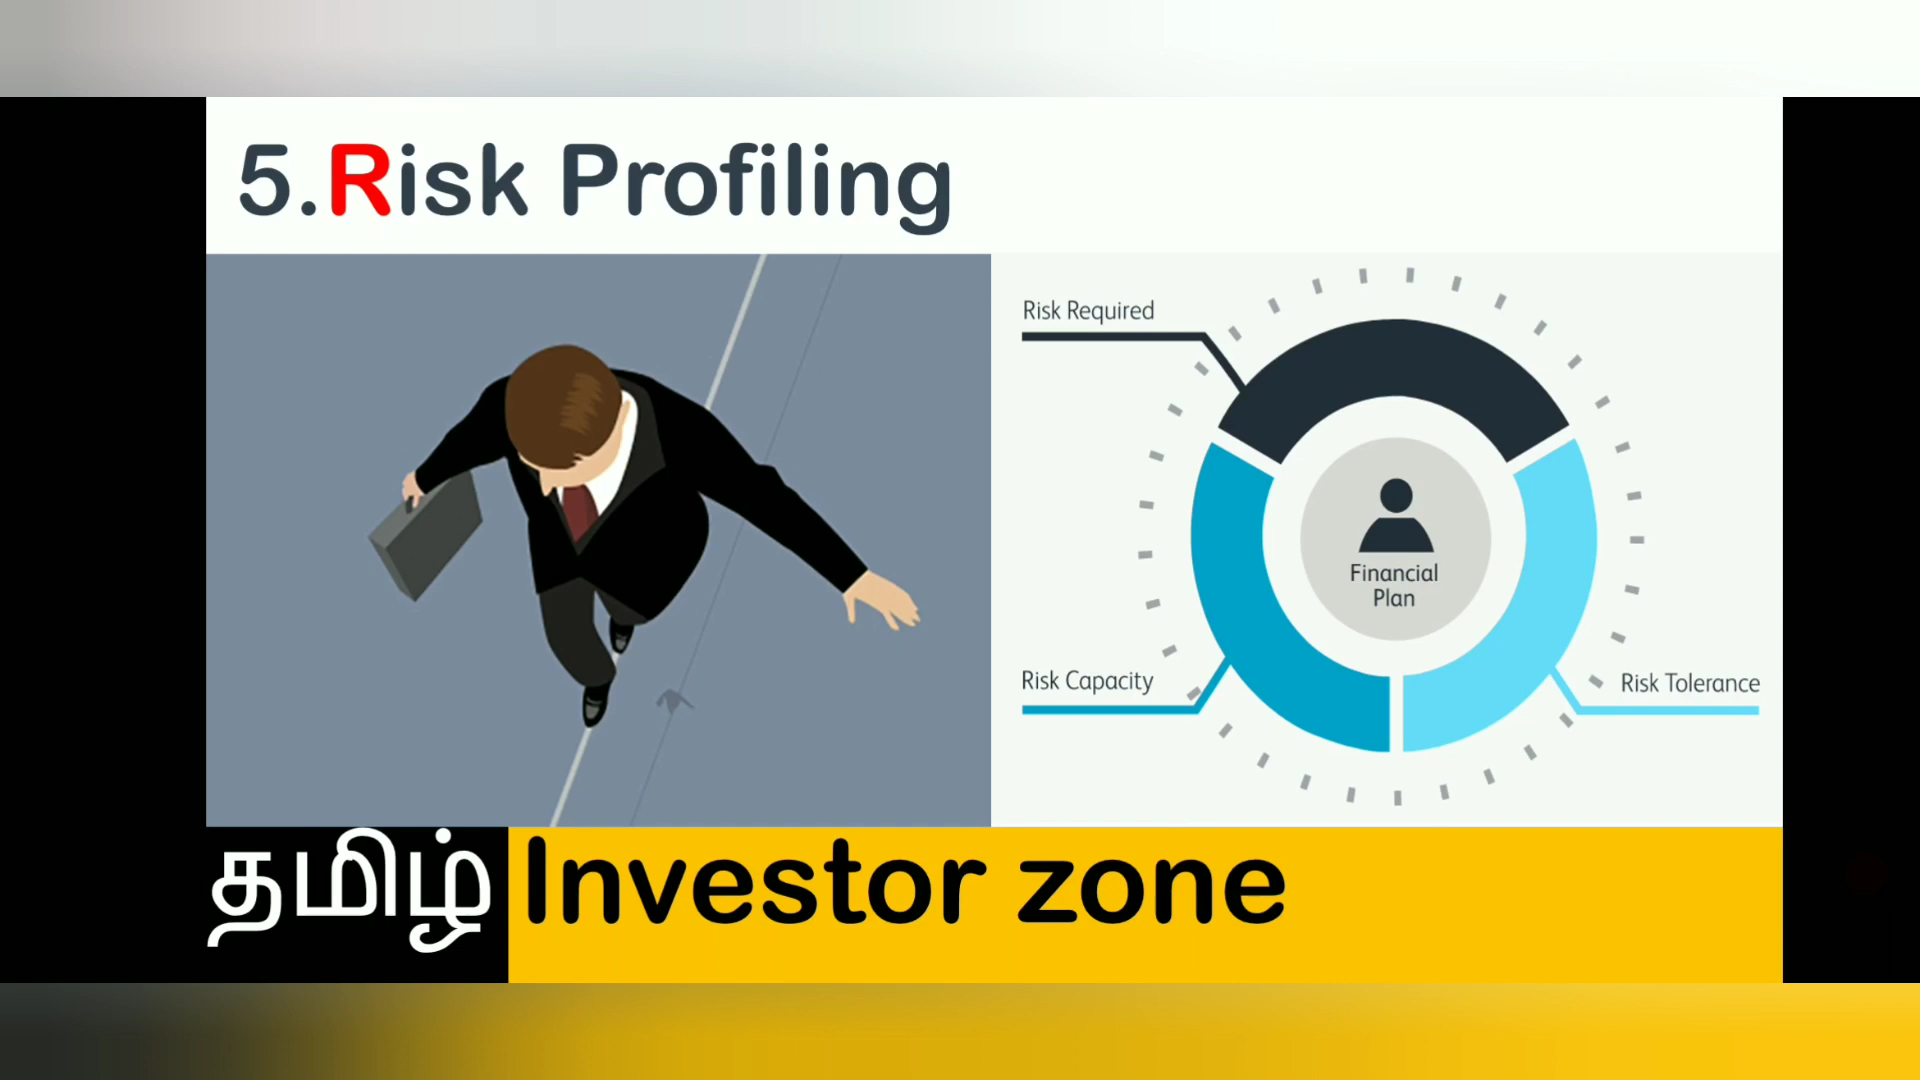 5.Risk Profiling
Risk Required
Financial
Plan
Risk Capacity
Risk Tolerance
தமிழ் Investor zone